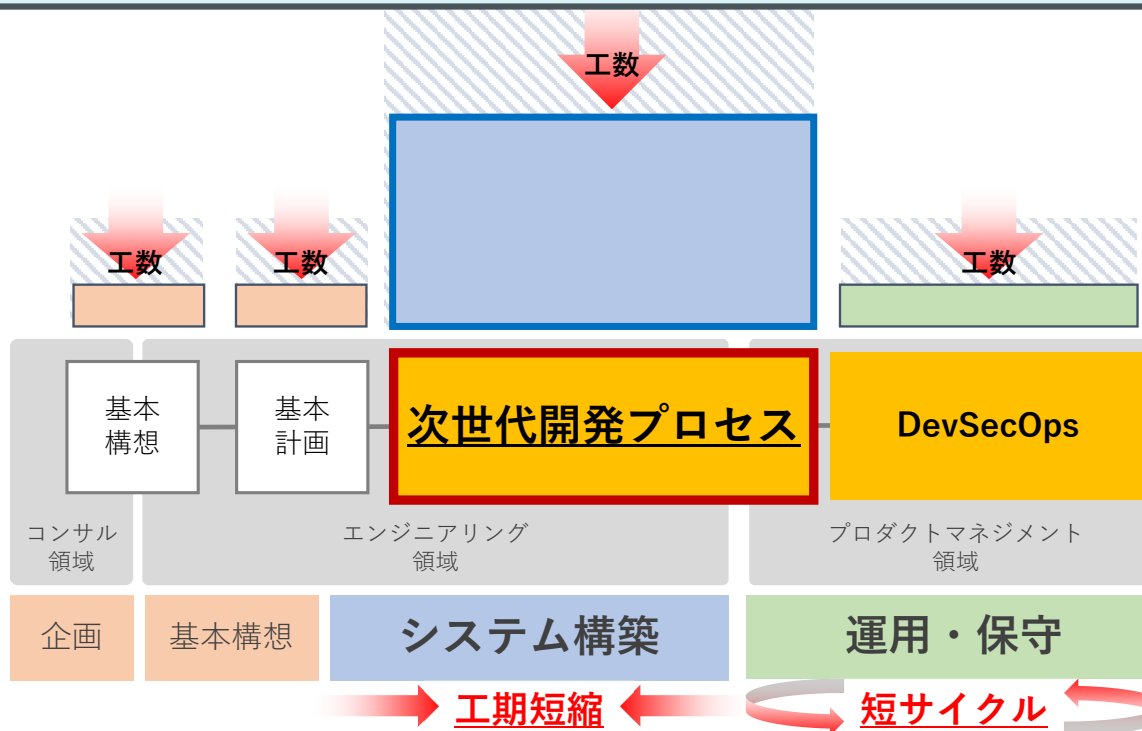 工数
工数
工数
工数
基本
構想
基本
計画
次世代開発プロセス
DevSecOps
コンサル
領域
エンジニアリング
領域
プロダクトマネジメント
領域
企画
基本構想
システム構築
運用・保守
工期短縮
短サイクル